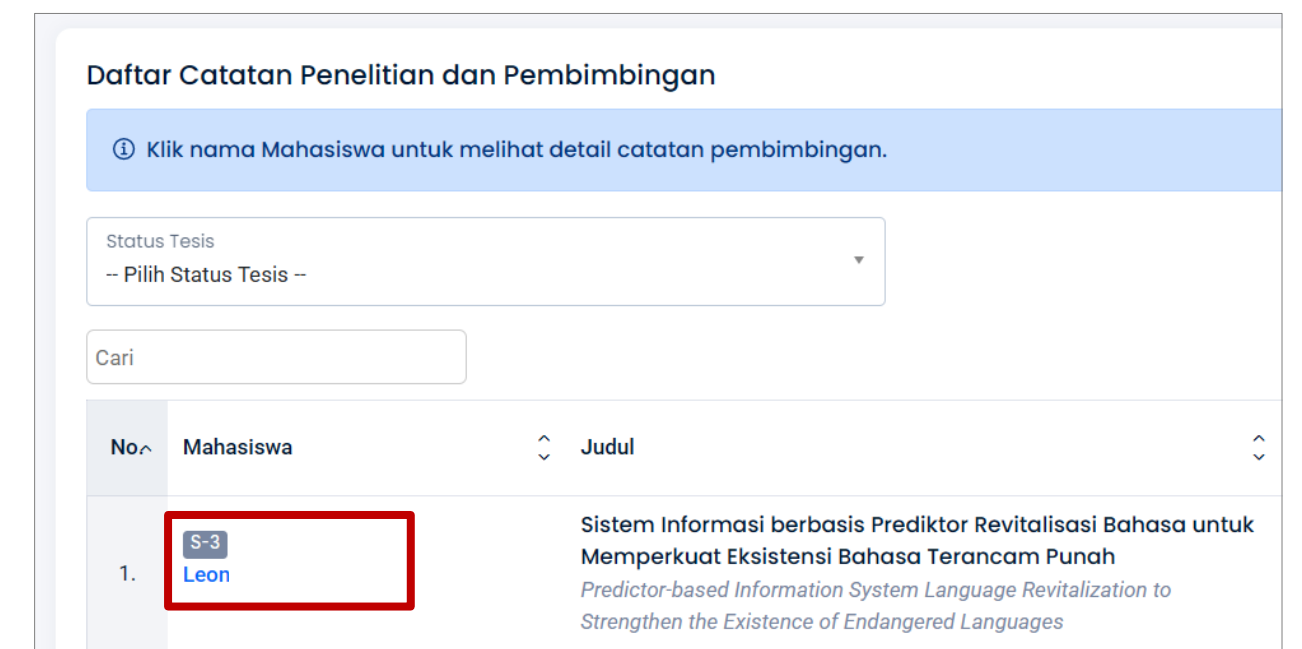 Daftar Catatan Penelitian dan Pembimbingan
Klik nama Mahasiswa untuk melihat detail catatan pembimbingan.
Status Tesis
-- Pilih Status Tesis --
Cari
No Mahasiswa Judul
1. S-3 Leon
Sistem Informasi berbasis Prediktor Revitalisasi Bahasa untuk
Memperkuat Eksistensi Bahasa Terancam Punah
Predictor-based Information System Language Revitalization to
Strengthen the Existence of Endangered Languages